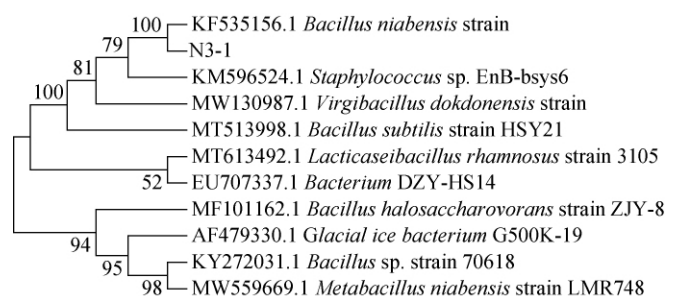 100 KF535156.1 Bacillus niabensis strain
79 N3-1
81 KM596524.1 Staphylococcus sp. EnB-bsys6
100 MW130987.1 Virgibacillus dokdonensis strain
MT513998.1 Bacillus subtilis strain HSY21
MT613492.1 Lacticaseibacillus rhamnosus strain 3105
52 EU707337.1 Bacterium DZY-HS14
MF101162.1 Bacillus halosaccharovorans strain ZJY-8
94 AF479330.1 Glacial ice bacterium G500K-19
95 KY272031.1 Bacillus sp. strain 70618
98 MW559669.1 Metabacillus niabensis strain LMR748